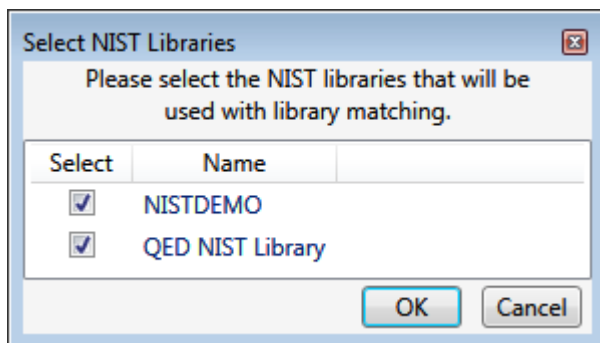 Select NIST Libraries
Please select the NIST libraries that will be
used with library matching.
Select Name
NISTDEMO
QED NIST Library
OK Cancel